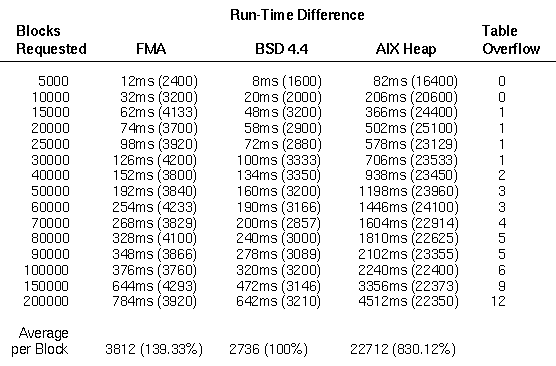 Run-Time Difference
Blocks Requested FMA BSD 4.4 AIX Heap Table Overflow
5000 12ms (2400) 8ms (1600) 82ms (16400) 0
10000 32ms (3200) 20ms (2000) 206ms (20600) 0
15000 62ms (4133) 48ms (3200) 366ms (24400) 1
20000 74ms (3700) 58ms (2900) 502ms (25100) 1
25000 98ms (3920) 72ms (2880) 578ms (23129) 1
30000 126ms (4200) 100ms (3333) 706ms (23533) 1
40000 152ms (3800) 134ms (3350) 938ms (23450) 2
50000 192ms (3840) 160ms (3200) 1198ms (23960) 3
60000 254ms (4233) 190ms (3166) 1446ms (24100) 3
70000 268ms (3829) 200ms (2857) 1604ms (22914) 4
80000 328ms (4100) 240ms (3000) 1810ms (22625) 5
90000 348ms (3866) 278ms (3089) 2102ms (23355) 5
100000 376ms (3760) 320ms (3200) 2240ms (22400) 6
150000 644ms (4293) 472ms (3146) 3356ms (22373) 9
200000 784ms (3920) 642ms (3210) 4512ms (22350) 12
Average
per Block 3812 (139.33%) 2736 (100%) 22712 (830.12%)